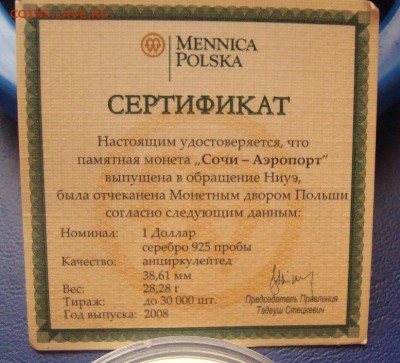 MENNICA
POLSKA
СЕРТИФИКАТ
Настоящим удостоверяется, что
памятная монета „Сочи – Аэропорт"
выпущена в обращение Ниуэ,
была отчеканена Монетным двором Польши
согласно следующим данным:
Номинал: 1 Доллар
серебро 925 пробы
Качество: анциркулейтед
38,61 мм
Вес: 28,28 г
Тираж: до 30 000 шт.
Год выпуска: 2008
Председатель Правления
Тадеуш Стецкевич